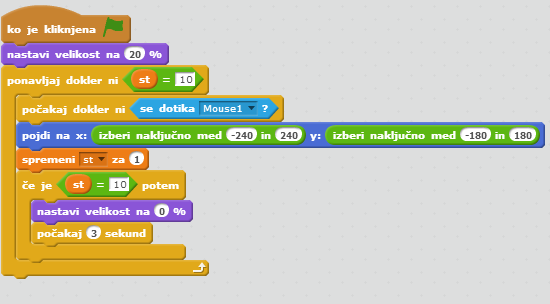 ko je kliknjena
nastavi velikost na 20 %
ponavljaj dokler ni st = 10
počakaj dokler ni se dotika Mouse1 ?
pojdi na x: izberi naključno med -240 in 240 y: izberi naključno med -180 in 180
spremeni st za 1
če je st = 10 potem
nastavi velikost na 0 %
počakaj 3 sekund